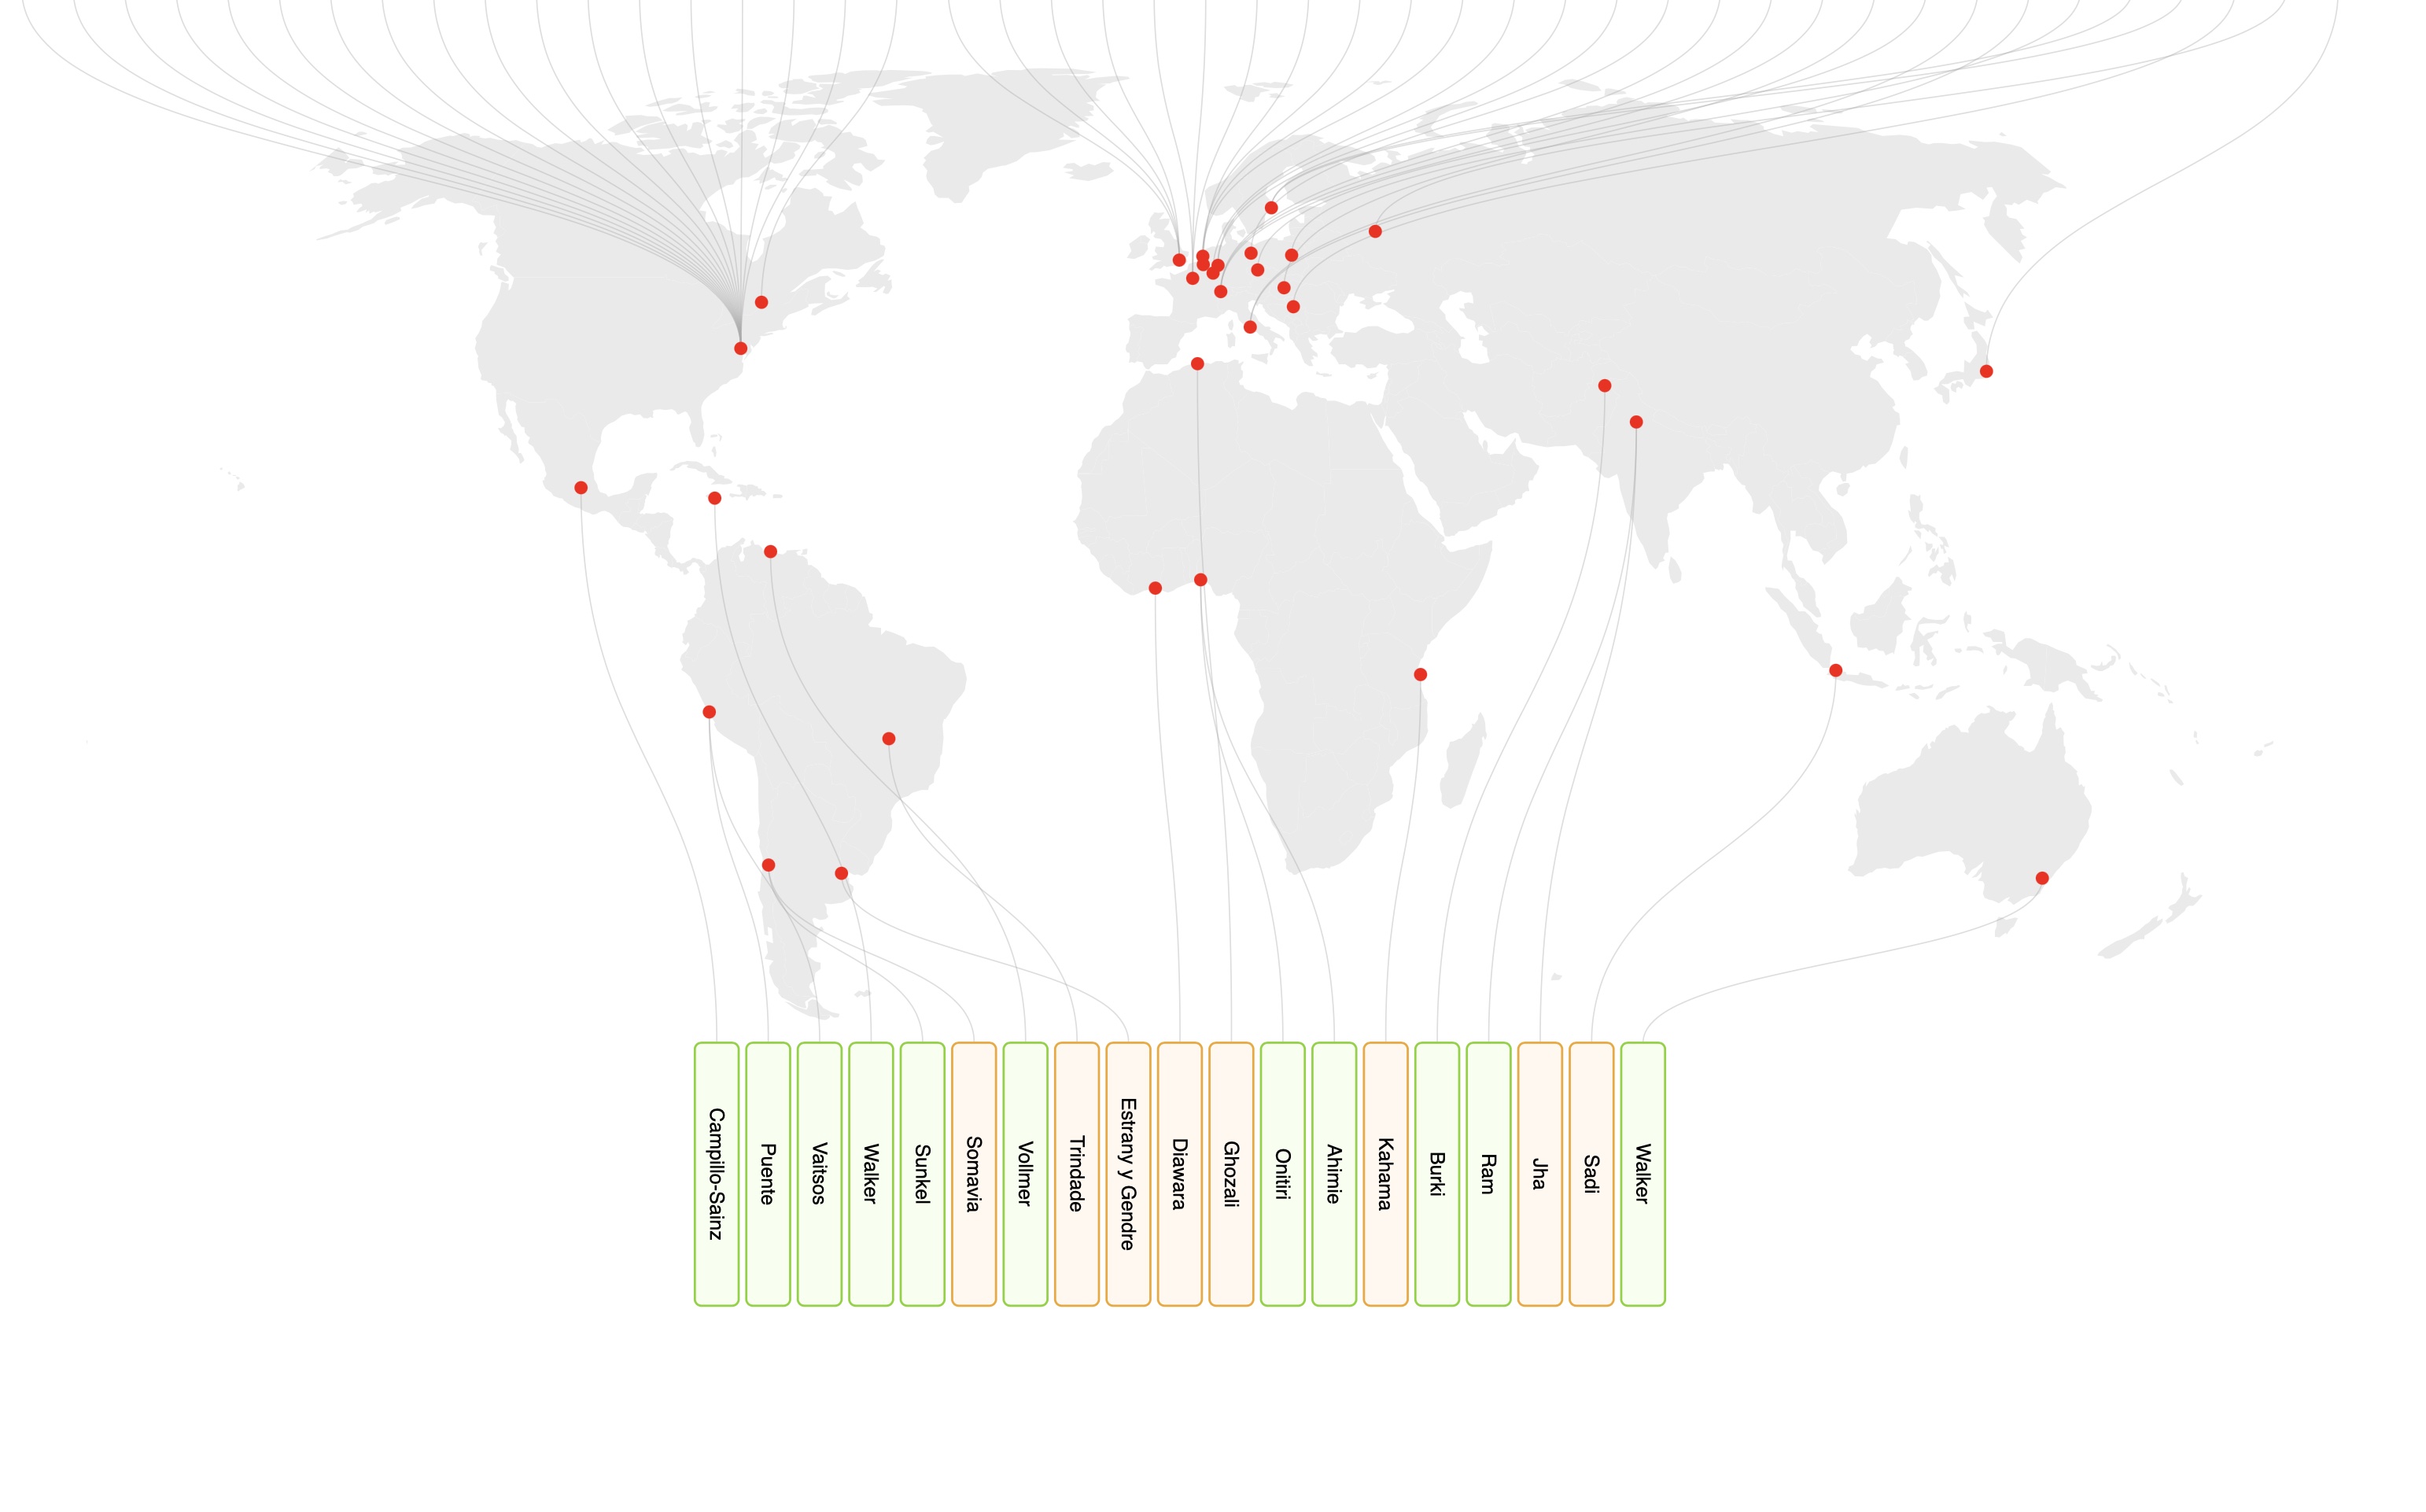 Campillo-Sainz
Puente
Vaitsos
Walker
Sunkel
Somavia
Vollmer
Trindade
Estrany y Gendre
Diawara
Ghozali
Onitiri
Ahimie
Kahama
Burki
Ram
Jha
Sadi
Walker